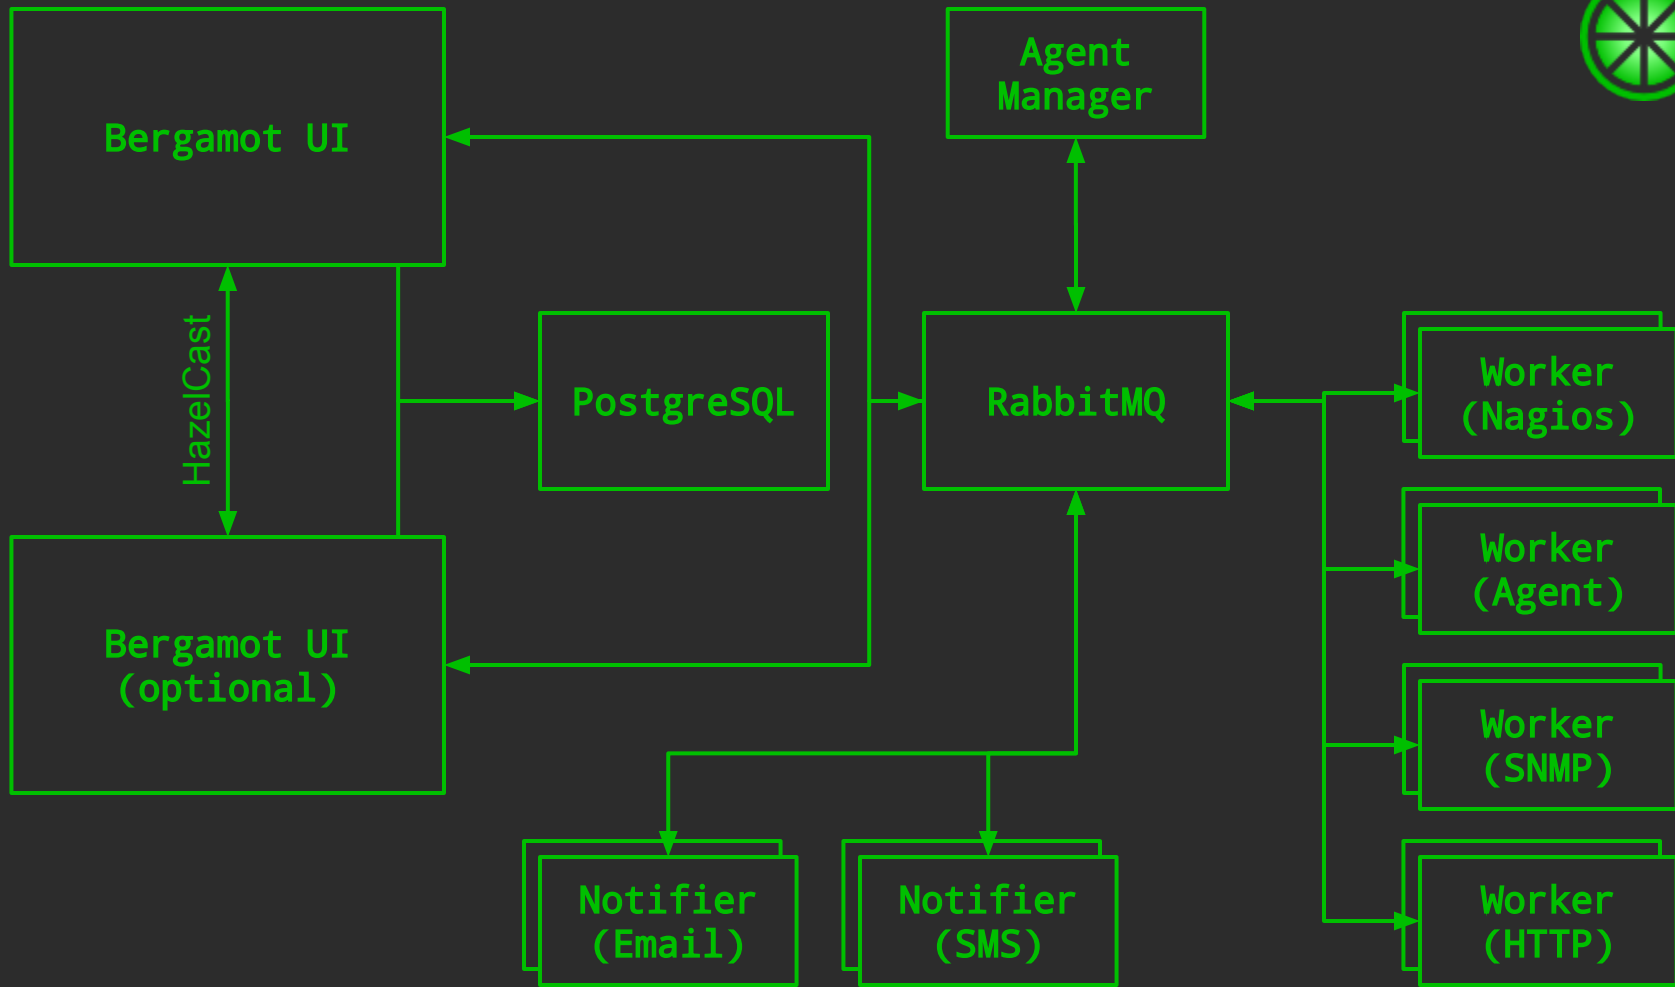 Bergamot UI
Agent
Manager
HazelCast
PostgreSQL
RabbitMQ
Worker
(Nagios)
Worker
(Agent)
Bergamot UI
(optional)
Worker
(SNMP)
Notifier
(Email)
Notifier
(SMS)
Worker
(HTTP)